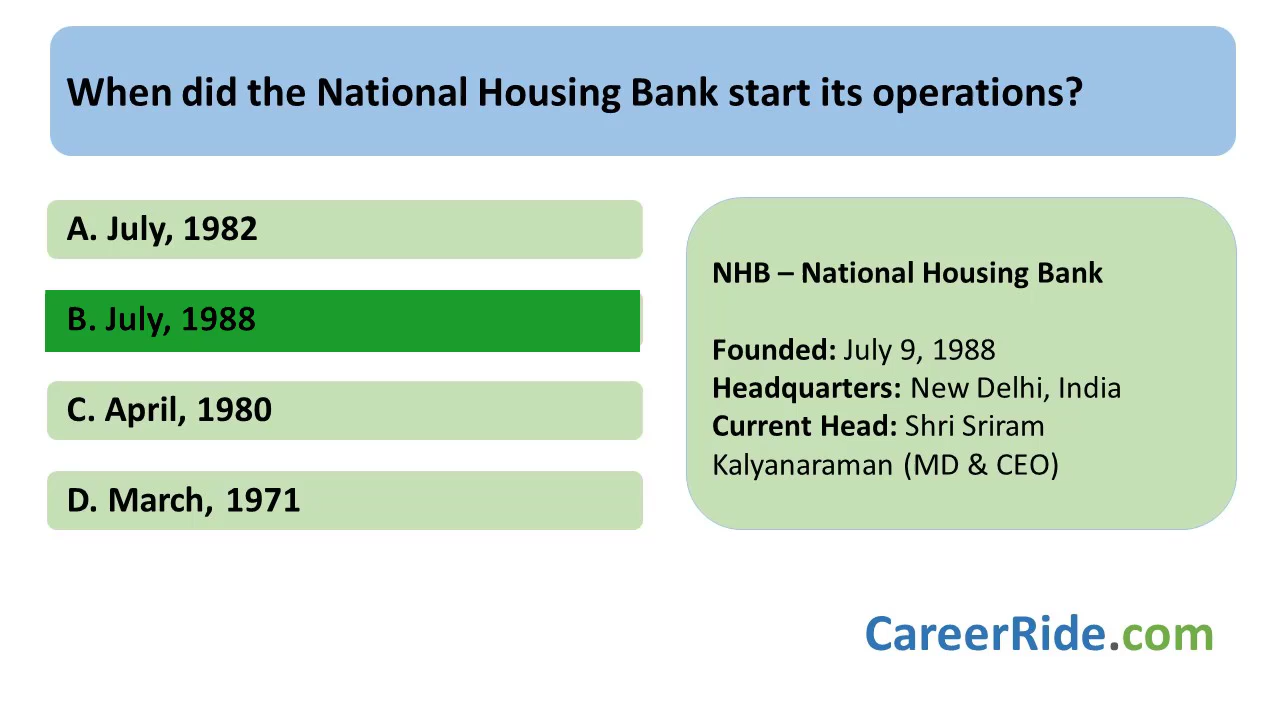 When did the National Housing Bank start its operations?
A. July, 1982
B. July, 1988
C. April, 1980
D. March, 1971
NHB – National Housing Bank
Founded: July 9, 1988
Headquarters: New Delhi, India
Current Head: Shri Sriram
Kalyanaraman (MD & CEO)
CareerRide.com